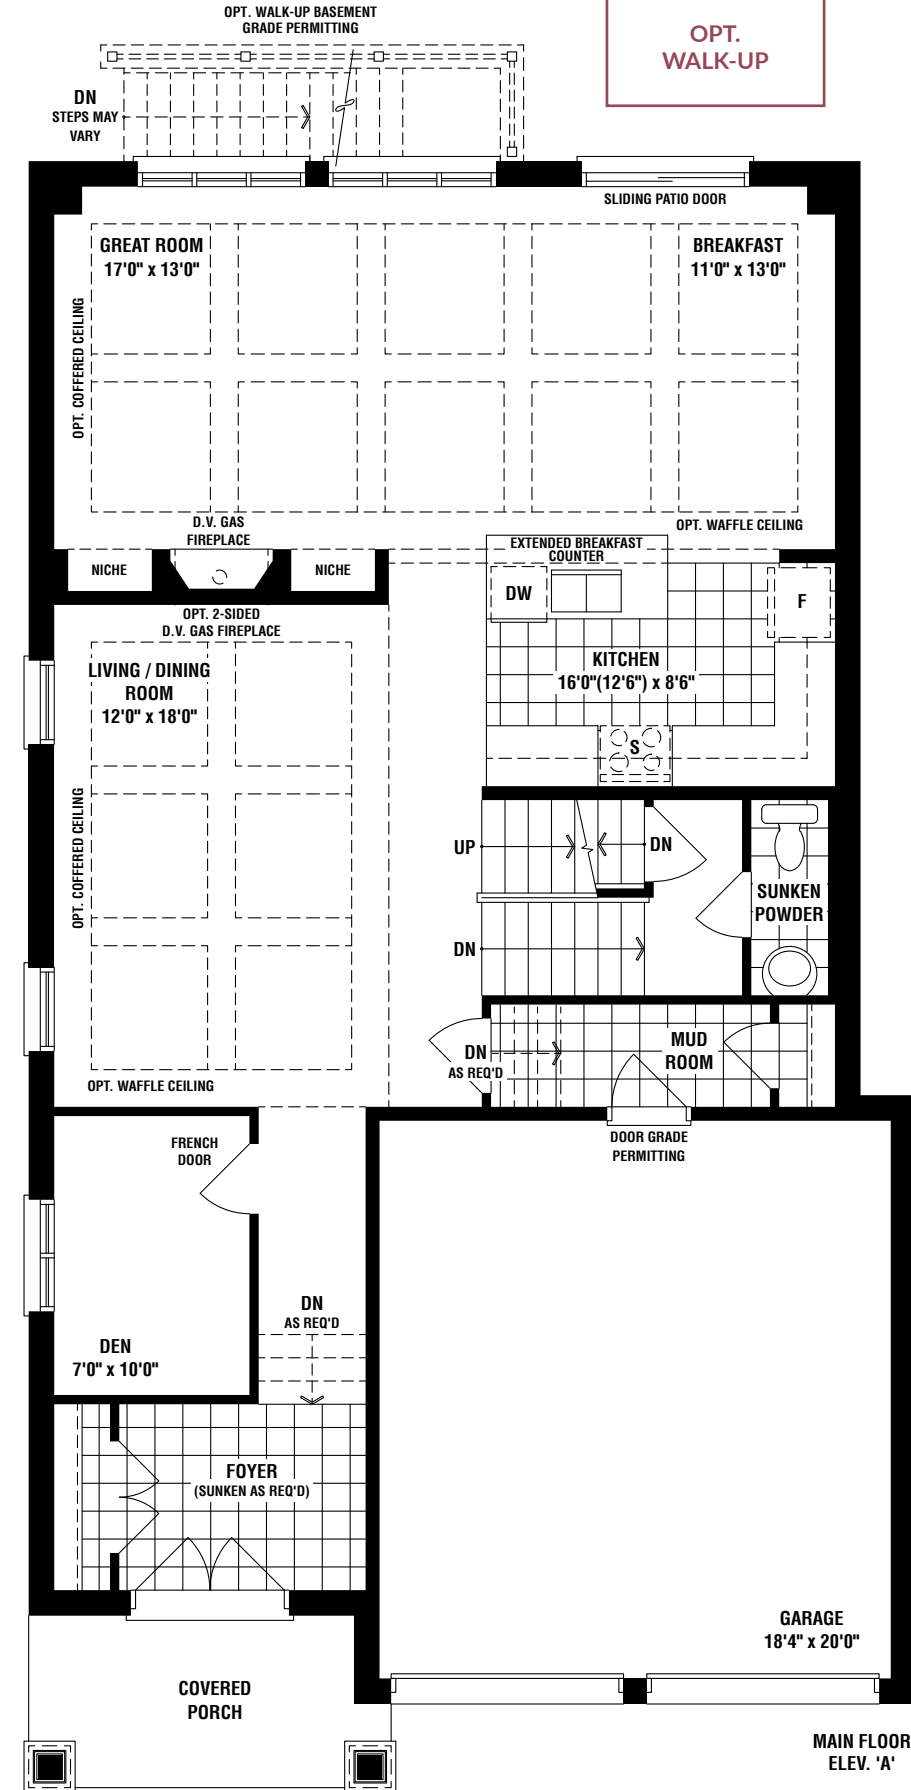 OPT. WALK-UP BASEMENT
GRADE PERMITTING
OPT.
WALK-UP
DN
STEPS MAY
VARY
SLIDING PATIO DOOR
GREAT ROOM
17'0" x 13'0"
BREAKFAST
11'0" x 13'0"
OPT. COFFERED CEILING
OPT. WAFFLE CEILING
D.V. GAS
FIREPLACE
NICHE
NICHE
EXTENDED BREAKFAST
COUNTER
DW
F
OPT. 2-SIDED
D.V. GAS FIREPLACE
KITCHEN
16'0"(12'6") x 8'6"
LIVING / DINING
ROOM
12'0" x 18'0"
S
OPT. COFFERED CEILING
UP
DN
SUNKEN
POWDER
DN
MUD
ROOM
DN
AS REQ'D
OPT. WAFFLE CEILING
FRENCH
DOOR
DOOR GRADE
PERMITTING
DN
AS REQ'D
DEN
7'0" x 10'0"
FOYER
(SUNKEN AS REQ'D)
GARAGE
18'4" x 20'0"
COVERED
PORCH
MAIN FLOOR
ELEV. 'A'